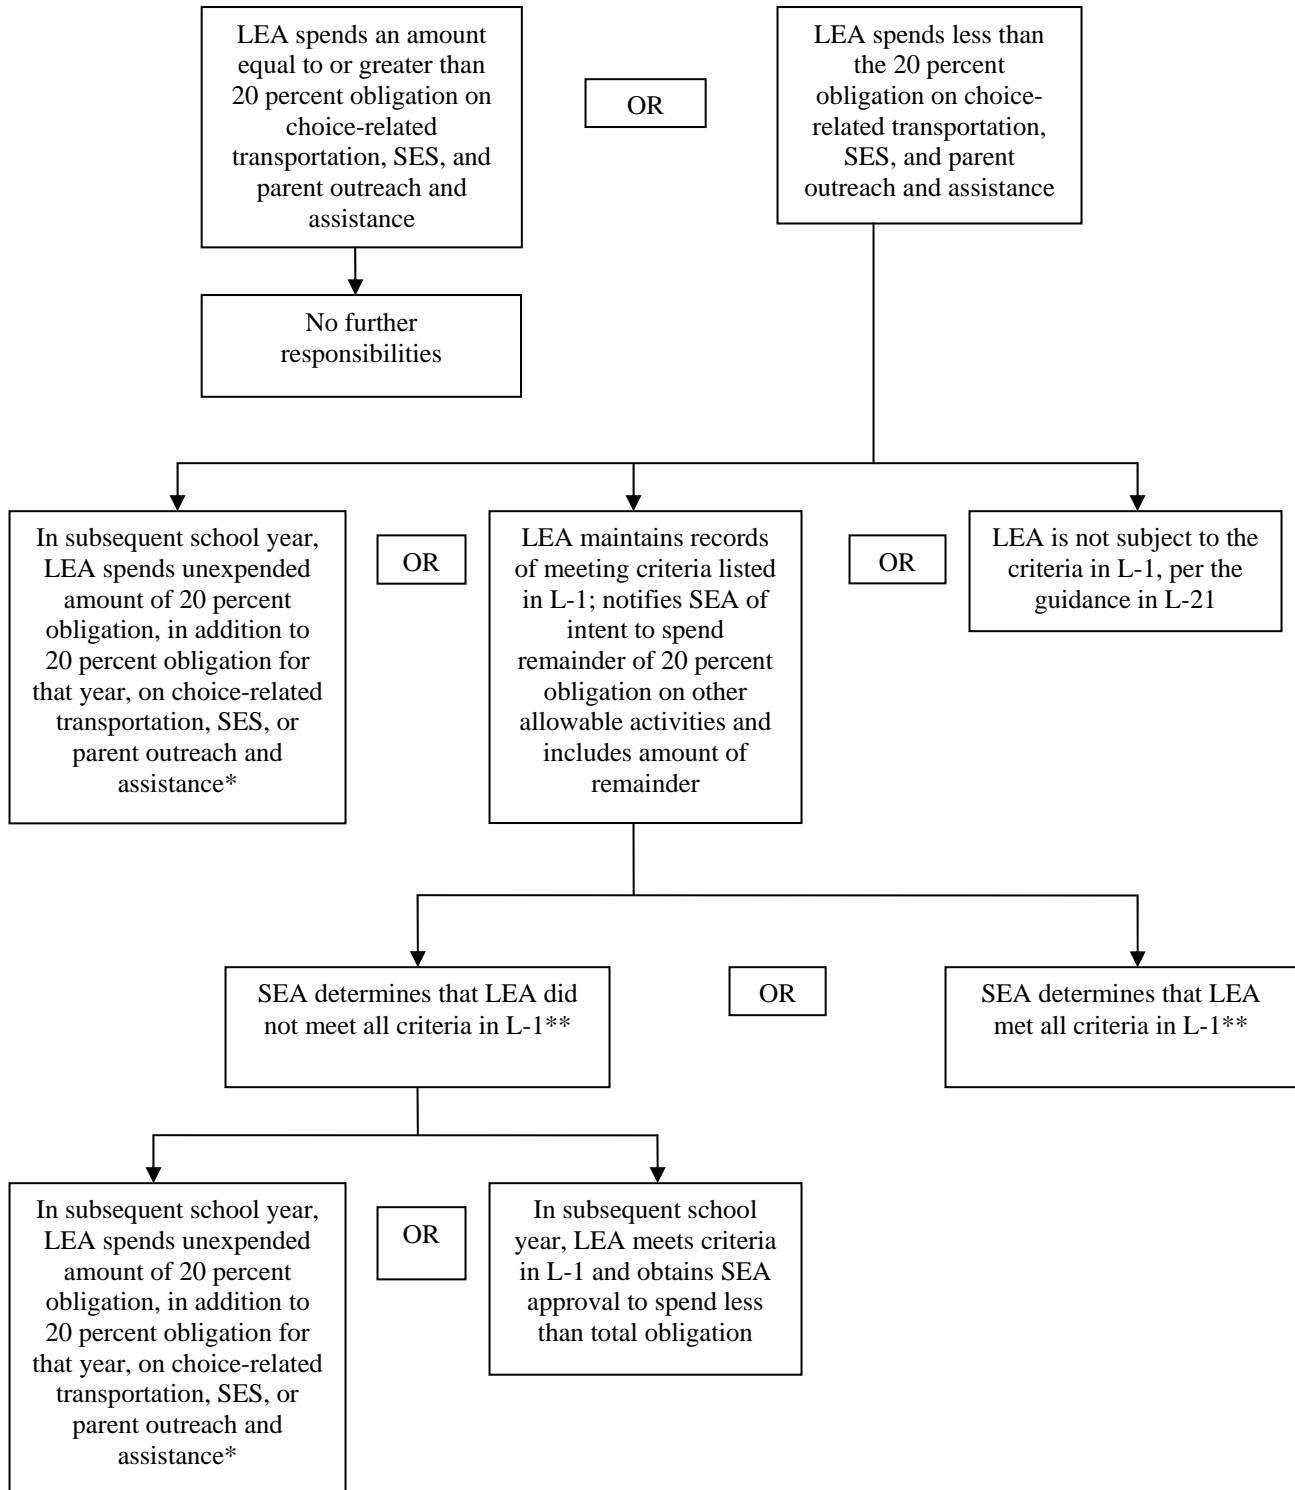 LEA spends an amount
equal to or greater than
20 percent obligation on
choice-related
transportation, SES, and
parent outreach and
assistance
OR
LEA spends less than
the 20 percent
obligation on choice-
related transportation,
SES, and parent
outreach and assistance
No further
responsibilities
In subsequent school year,
LEA spends unexpended
amount of 20 percent
obligation, in addition to
20 percent obligation for
that year, on choice-related
transportation, SES, or
parent outreach and
assistance*
OR
LEA maintains records
of meeting criteria listed
in L-1; notifies SEA of
intent to spend
remainder of 20 percent
obligation on other
allowable activities and
includes amount of
remainder
OR
LEA is not subject to the
criteria in L-1, per the
guidance in L-21
SEA determines that LEA did
not meet all criteria in L-1**
OR
SEA determines that LEA
met all criteria in L-1**
In subsequent school year,
LEA spends unexpended
amount of 20 percent
obligation, in addition to
20 percent obligation for
that year, on choice-related
transportation, SES, or
parent outreach and
assistance*
OR
In subsequent school
year, LEA meets criteria
in L-1 and obtains SEA
approval to spend less
than total obligation